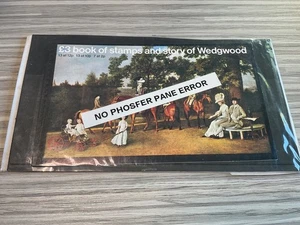 £3 book of stamps and story of Wedgwood
NO PHOSFER PANE ERROR